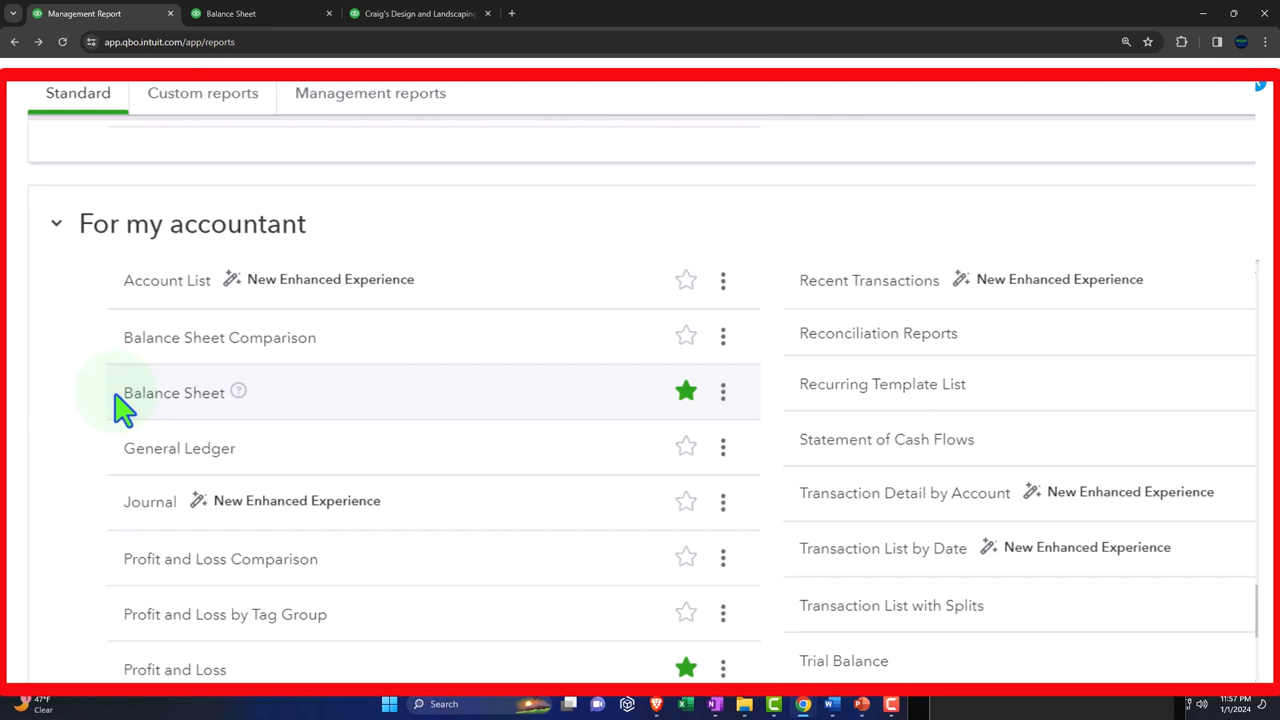 Management Report
Balance Sheet
Craig's Design and Landscaping
app.qbo.intuit.com/app/reports
Standard
Custom reports
Management reports
For my accountant
Account List New Enhanced Experience
Balance Sheet Comparison
Balance Sheet
General Ledger
Journal New Enhanced Experience
Profit and Loss Comparison
Profit and Loss by Tag Group
Profit and Loss
Recent Transactions New Enhanced Experience
Reconciliation Reports
Recurring Template List
Statement of Cash Flows
Transaction Detail by Account New Enhanced Experience
Transaction List by Date New Enhanced Experience
Transaction List with Splits
Trial Balance
47°F
Clear
Search
11:57 PM
1/1/2024